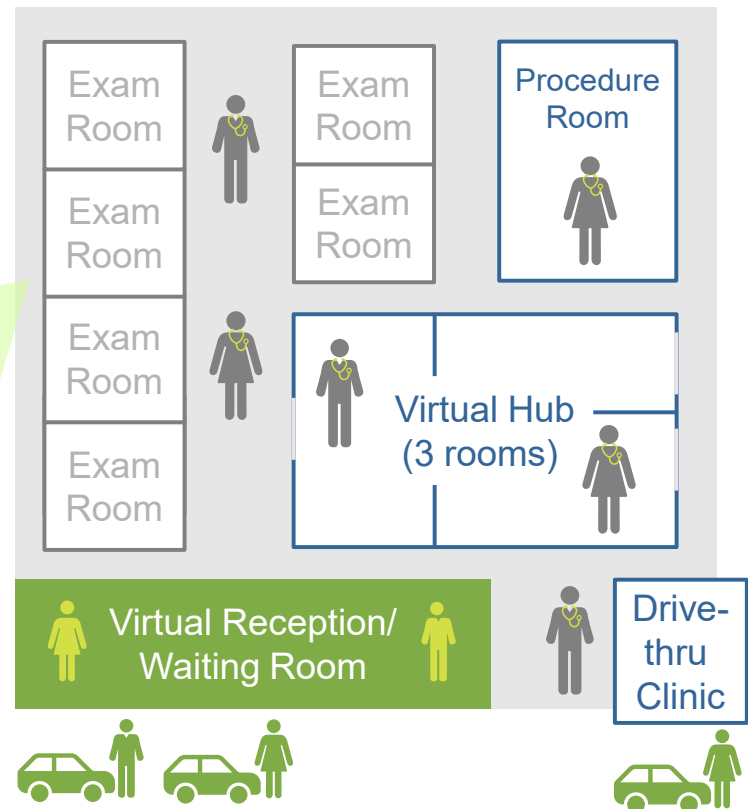 Exam
Room
Exam
Room
Procedure
Room
Exam
Room
Exam
Room
Exam
Room
Virtual Hub
(3 rooms)
Exam
Room
Virtual Reception/
Waiting Room
Drive-
thru
Clinic